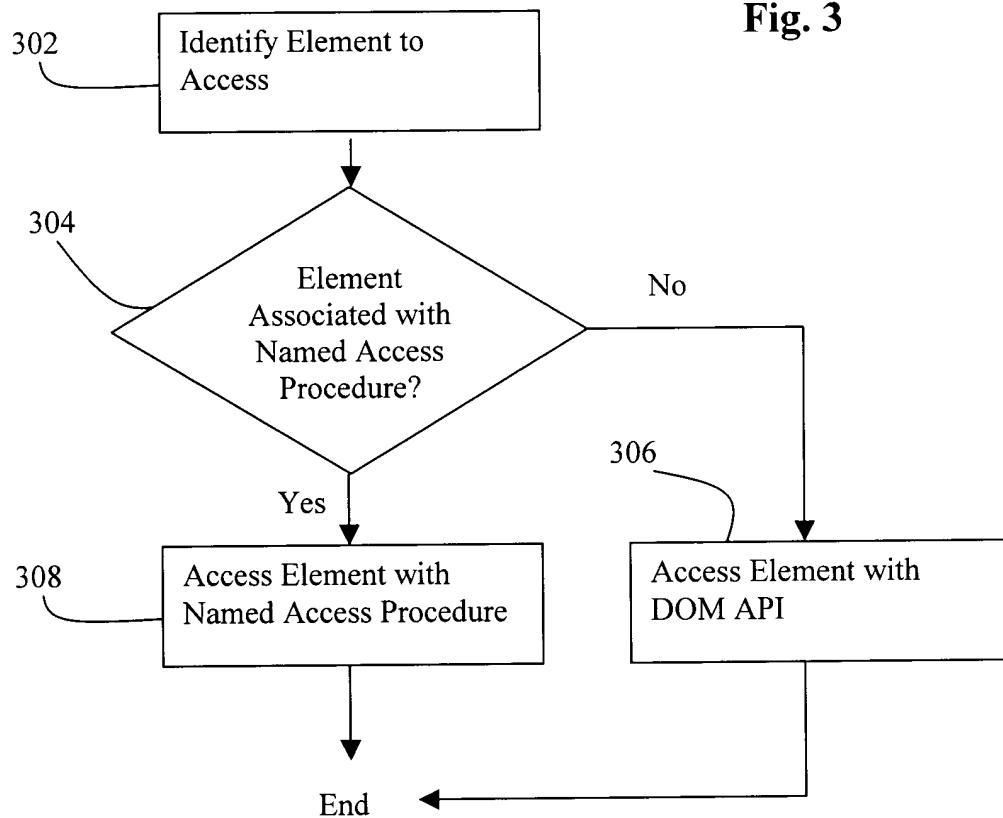 Fig. 3
302
Identify Element to
Access
304
Element
Associated with
Named Access
Procedure?
No
Yes
306
308
Access Element with
Named Access Procedure
Access Element with
DOM API
End